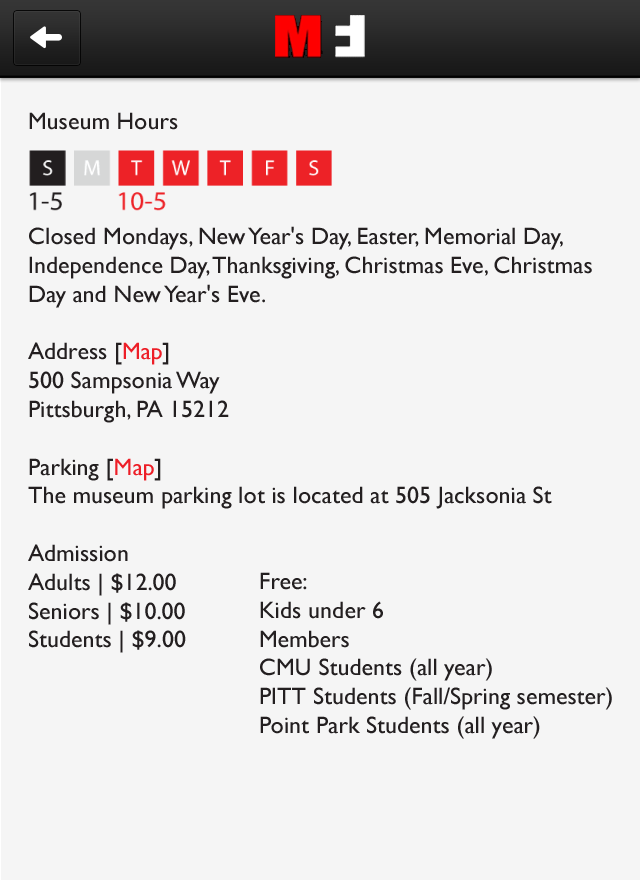 MF
Museum Hours
S M T W T F S
1-5 10-5
Closed Mondays, New Year's Day, Easter, Memorial Day,
Independence Day, Thanksgiving, Christmas Eve, Christmas
Day and New Year's Eve.
Address [Map]
500 Sampsonia Way
Pittsburgh, PA 15212
Parking [Map]
The museum parking lot is located at 505 Jacksonia St
Admission
Adults | $12.00
Seniors | $10.00
Students | $9.00
Free:
Kids under 6
Members
CMU Students (all year)
PITT Students (Fall/Spring semester)
Point Park Students (all year)